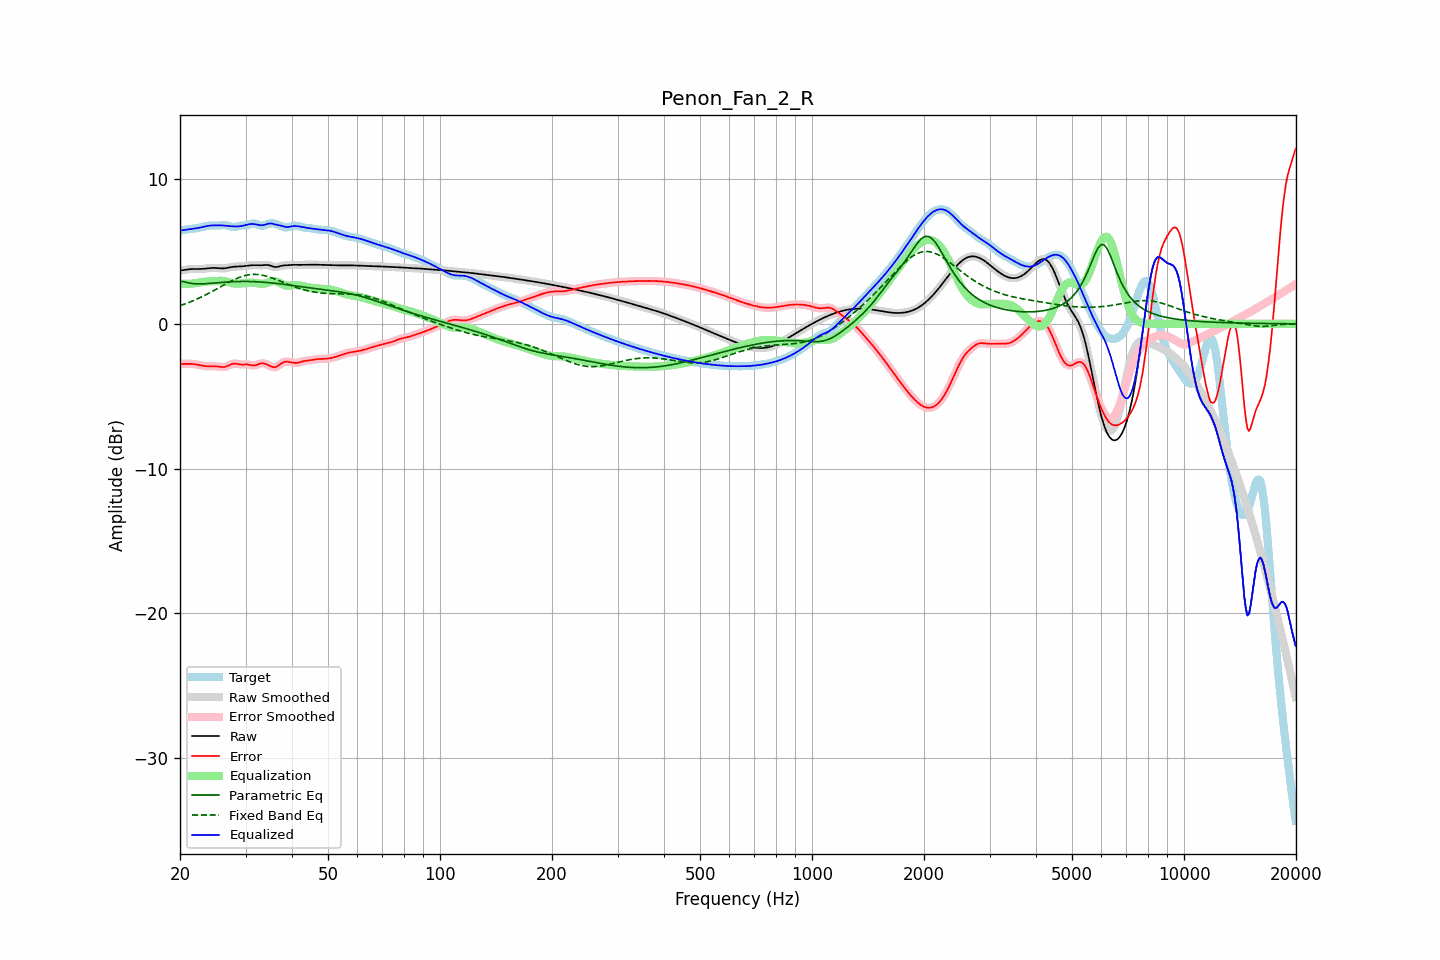 Penon_Fan_2_R
10
0
−10
−20
−30
Amplitude (dBr)
Target
Raw Smoothed
Error Smoothed
Raw
Error
Equalization
Parametric Eq
Fixed Band Eq
Equalized
20 50 100 200 500 1000 2000 5000 10000 20000
Frequency (Hz)